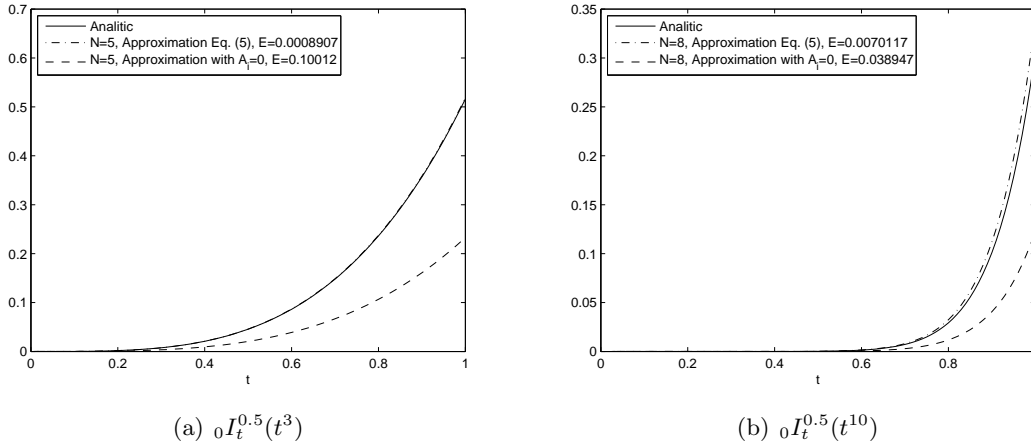 0.7
0.6
0.5
0.4
0.3
0.2
0.1
0
Analitic
N=5, Approximation Eq. (5), E=0.0008907
N=5, Approximation with A_i=0, E=0.10012
0 0.2 0.4 0.6 0.8 1
t
(a) ₀I_t^{0.5}(t^3)
0.35
0.3
0.25
0.2
0.15
0.1
0.05
0
Analitic
N=8, Approximation Eq. (5), E=0.0070117
N=8, Approximation with A_i=0, E=0.038947
0 0.2 0.4 0.6 0.8
t
(b) ₀I_t^{0.5}(t^{10})